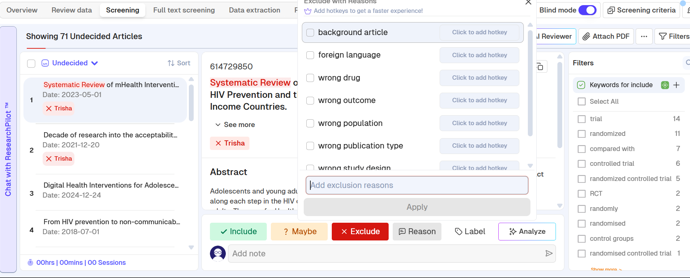 Overview
Review data
Screening
Full text screening
Data extraction
Exclude with Reasons
Add hotkeys to get a faster experience!
Blind mode
Screening criteria
Showing 71 Undecided Articles
AI Reviewer
Attach PDF
Filters
Undecided
Sort
1
Systematic Review of mHealth Interventi...
Date: 2023-05-01
Trisha
2
Decade of research into the acceptabilit...
Date: 2021-12-20
Trisha
3
Digital Health Interventions for Adolesce...
Date: 2024-12-24
4
From HIV prevention to non-communicab...
Date: 2018-07-01
00hrs | 00mins | 00 Sessions
Chat with ResearchPilot ™
614729850
Systematic Review o
HIV Prevention and t
Income Countries.
See more
Trisha
Abstract
Adolescents and young adu
along each step in the HIV c
background article
Click to add hotkey
foreign language
Click to add hotkey
wrong drug
Click to add hotkey
wrong outcome
Click to add hotkey
wrong population
Click to add hotkey
wrong publication type
Click to add hotkey
wrong study design
Click to add hotkey
Add exclusion reasons
Apply
Include
Maybe
Exclude
Reason
Label
Analyze
Add note
Filters
Keywords for include
Select All
trial 14
randomized 11
compared with 7
controlled trial 6
randomized controlled trial 5
RCT 2
randomly 2
randomised 2
control groups 2
randomised controlled trial 1
Show more